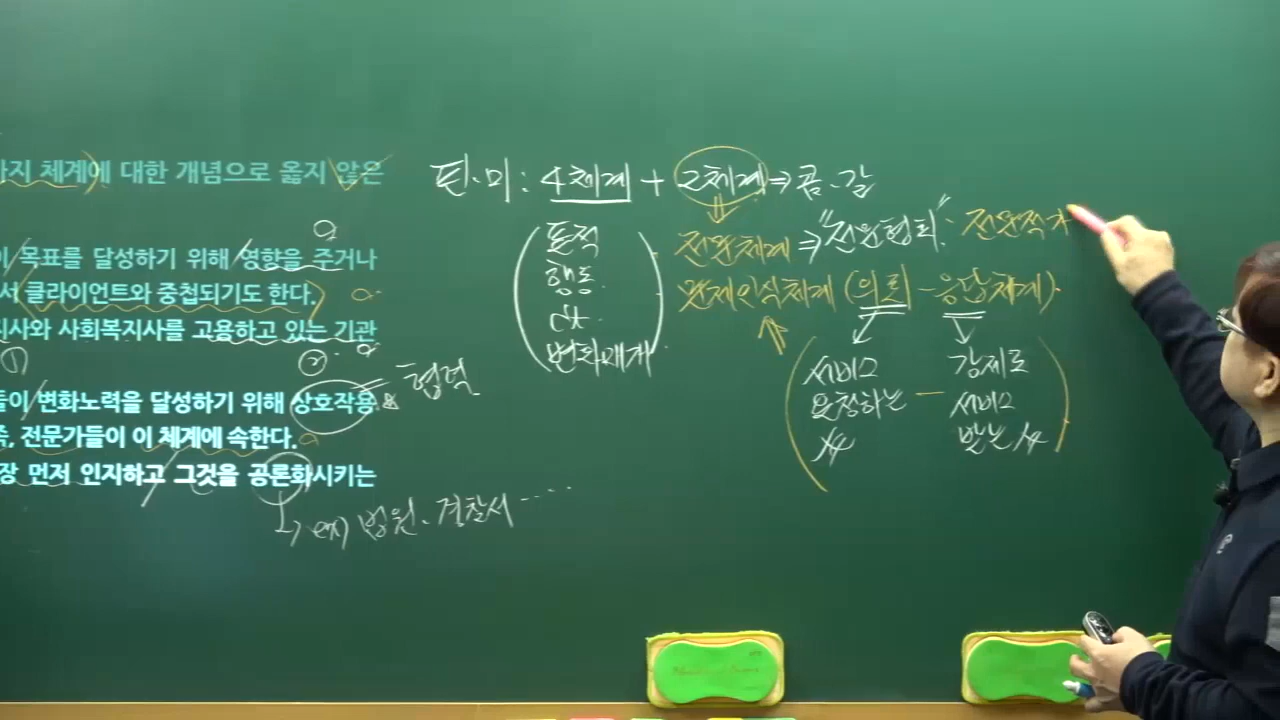 지 체계에 대한 개념으로 옳지 않은
목표를 달성하기 위해 영향을 주거나
서 클라이언트와 중첩되기도 한다.
지사와 사회복지사를 고용하고 있는 기관
들이 변화노력을 달성하기 위해 상호작용
족, 전문가들이 이 체계에 속한다.
장 먼저 인지하고 그것을 공론화시키는
① ②
협력
예) 법원, 경찰서 ····
핀·미 : 4체계 + 2체계 ⇒ 콤·갈
표적
행동
변화매개
전문체계 ⇒ "전문협회" · 전문적가
문제인식체계 (의뢰 - 응답체계).
서비스
요청하는
강제로
서비스
받는